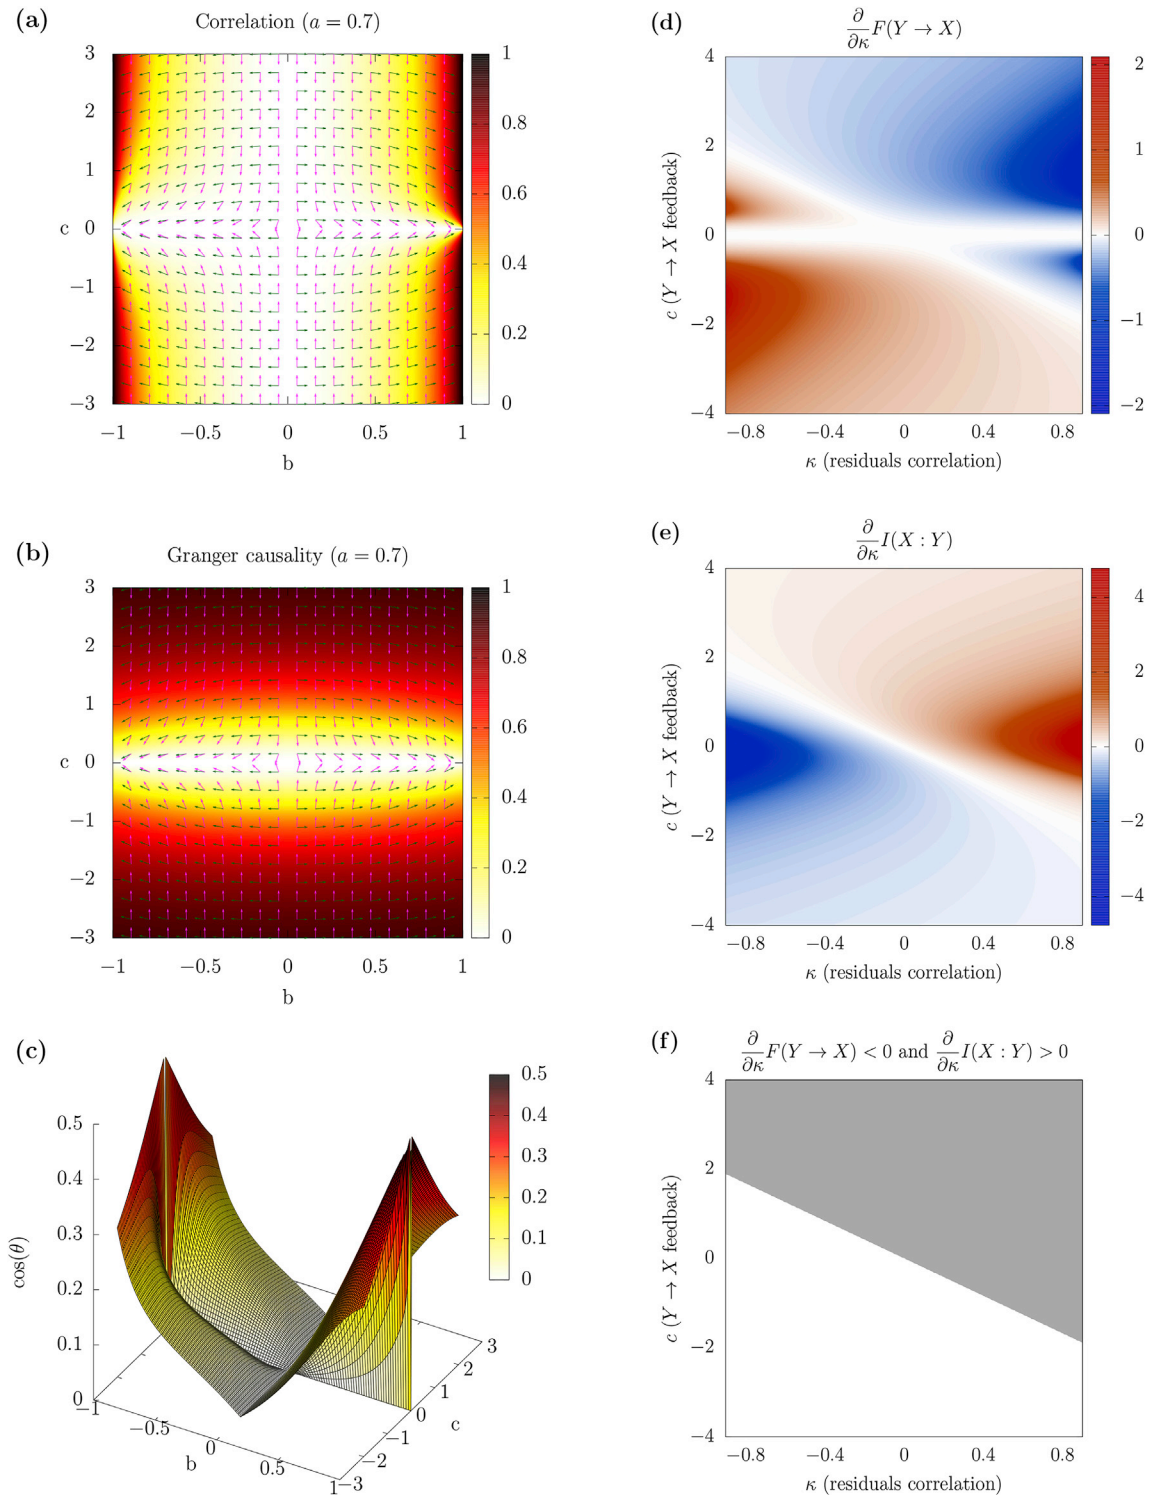 (a)
Correlation (a = 0.7)
3
2
1
c 0
−1
−2
−3
−1 −0.5 0 0.5 1
b
1
0.8
0.6
0.4
0.2
0
(b)
Granger causality (a = 0.7)
3
2
1
c 0
−1
−2
−3
−1 −0.5 0 0.5 1
b
1
0.8
0.6
0.4
0.2
0
(c)
0.5
0.4
0.3
0.2
0.1
0
cos(θ)
−1
−0.5
0
0.5
1
b
−3
−2
−1
0
1
2
3
c
0.5
0.4
0.3
0.2
0.1
0
(d)
∂/∂κ F(Y → X)
4
2
0
−2
−4
c (Y → X feedback)
−0.8 −0.4 0 0.4 0.8
κ (residuals correlation)
2
1
0
−1
−2
(e)
∂/∂κ I(X : Y)
4
2
0
−2
−4
c (Y → X feedback)
−0.8 −0.4 0 0.4 0.8
κ (residuals correlation)
4
2
0
−2
−4
(f)
∂/∂κ F(Y → X) < 0 and ∂/∂κ I(X : Y) > 0
4
2
0
−2
−4
c (Y → X feedback)
−0.8 −0.4 0 0.4 0.8
κ (residuals correlation)